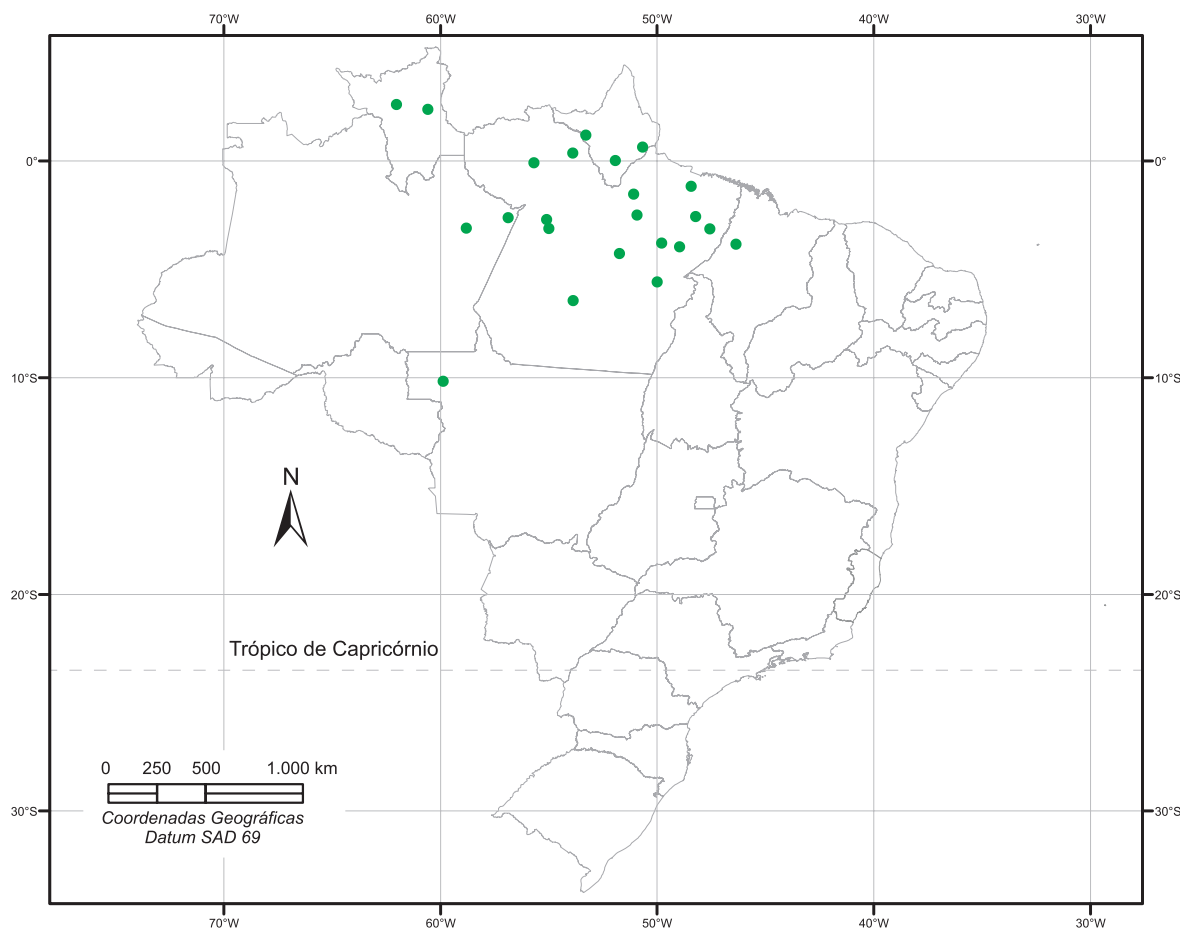 70°W 60°W 50°W 40°W 30°W
0° 0°
10°S 10°S
N
20°S 20°S
Trópico de Capricórnio
0 250 500 1.000 km
Coordenadas Geográficas
Datum SAD 69
30°S 30°S
70°W 60°W 50°W 40°W 30°W